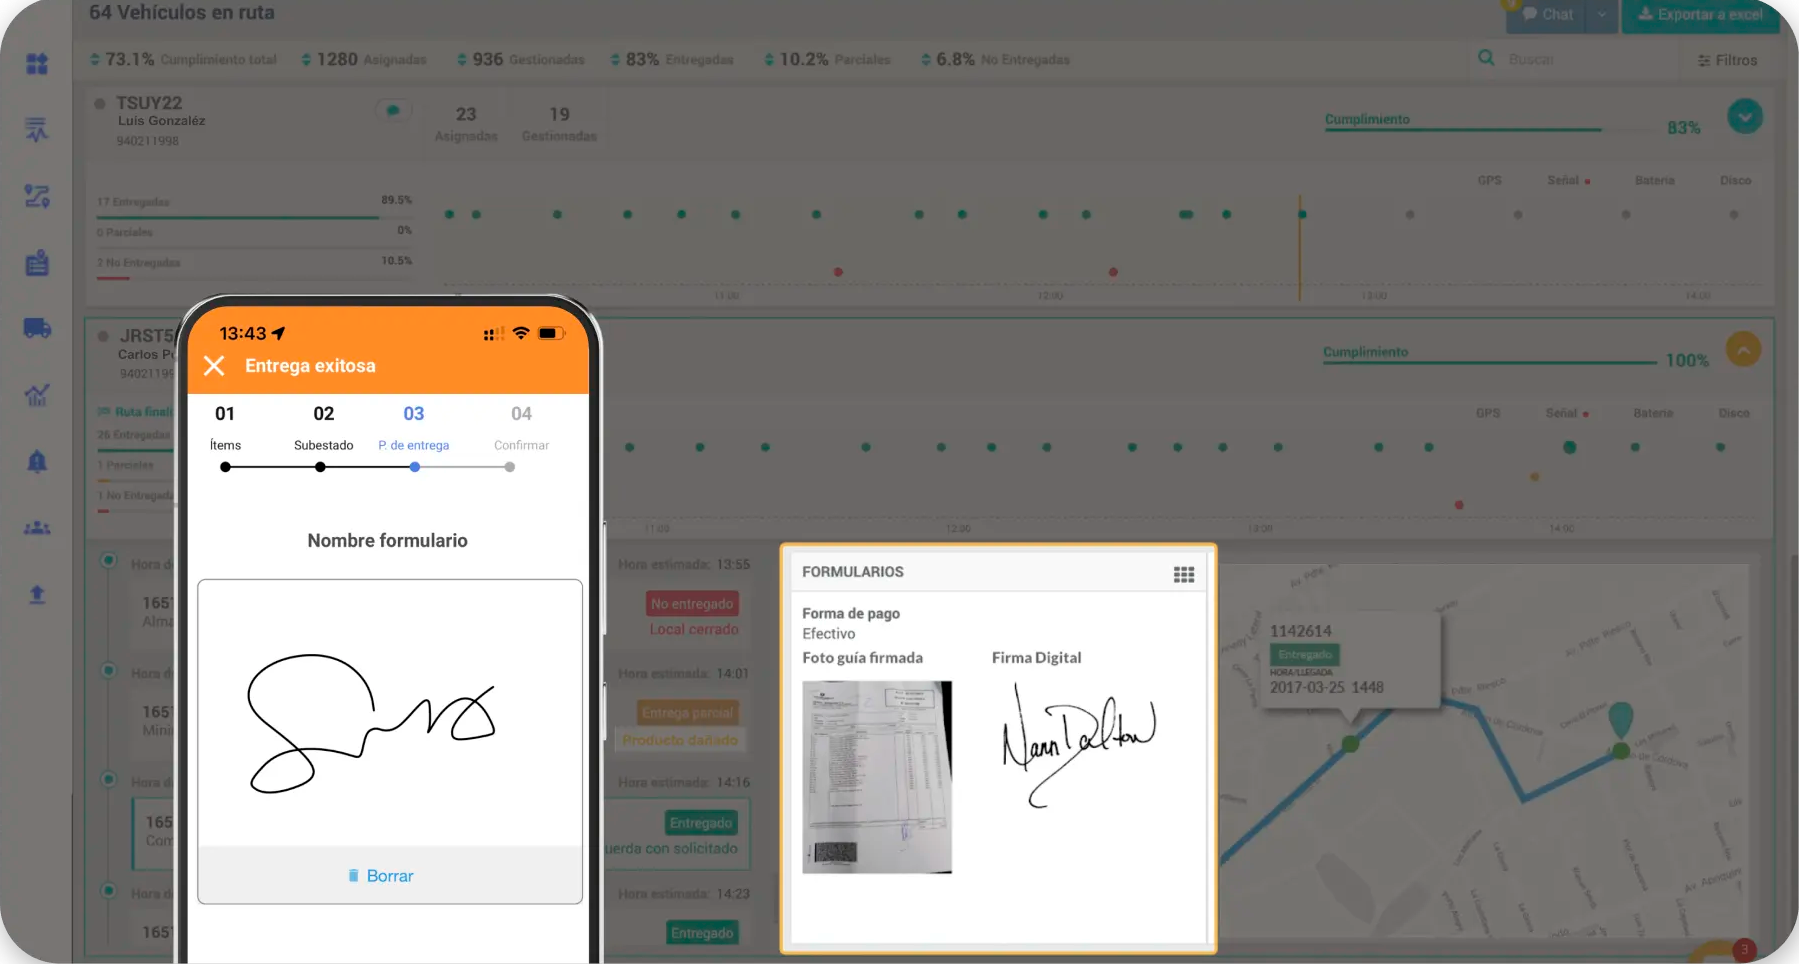 64 Vehículos en ruta
Chat
Exportar a excel
73.1% Cumplimiento total
1280 Asignadas
936 Gestionadas
83% Entregadas
10.2% Parciales
6.8% No Entregadas
Buscar
Filtros
TSUY22
Luis Gonzaléz
940211998
23
Asignadas
19
Gestionadas
Cumplimiento
83%
GPS
Señal
Bateria
Disco
17 Entregadas
89.5%
0 Parciales
0%
2 No Entregadas
10.5%
11:00
12:00
13:00
14:00
JRST5
Carlos P
9402119
Cumplimiento
100%
Ruta finali
GPS
Señal
Baterie
Disco
26 Entregadas
1 Parciales
1 No Entregada
11:00
12:00
13:00
14:00
13:43
Entrega exitosa
01
02
03
04
Ítems
Subestado
P. de entrega
Confirmar
Nombre formulario
Borrar
Hora d
Hora estimada: 13:55
165
Alma
No entregado
Local cerrado
Hora d
Hora estimada: 14:01
165
Mini
Entrega parcial
Producto dañado
Hora d
Hora estimada: 14:16
165
Com
Entregado
uerda con solicitado
Hora d
Hora estimada: 14:23
165
Entregado
FORMULARIOS
Forma de pago
Efectivo
Foto guía firmada
Firma Digital
Nann Dalton
1142614
Entregado
HORA/LLEGADA
2017-03-25 1448
3